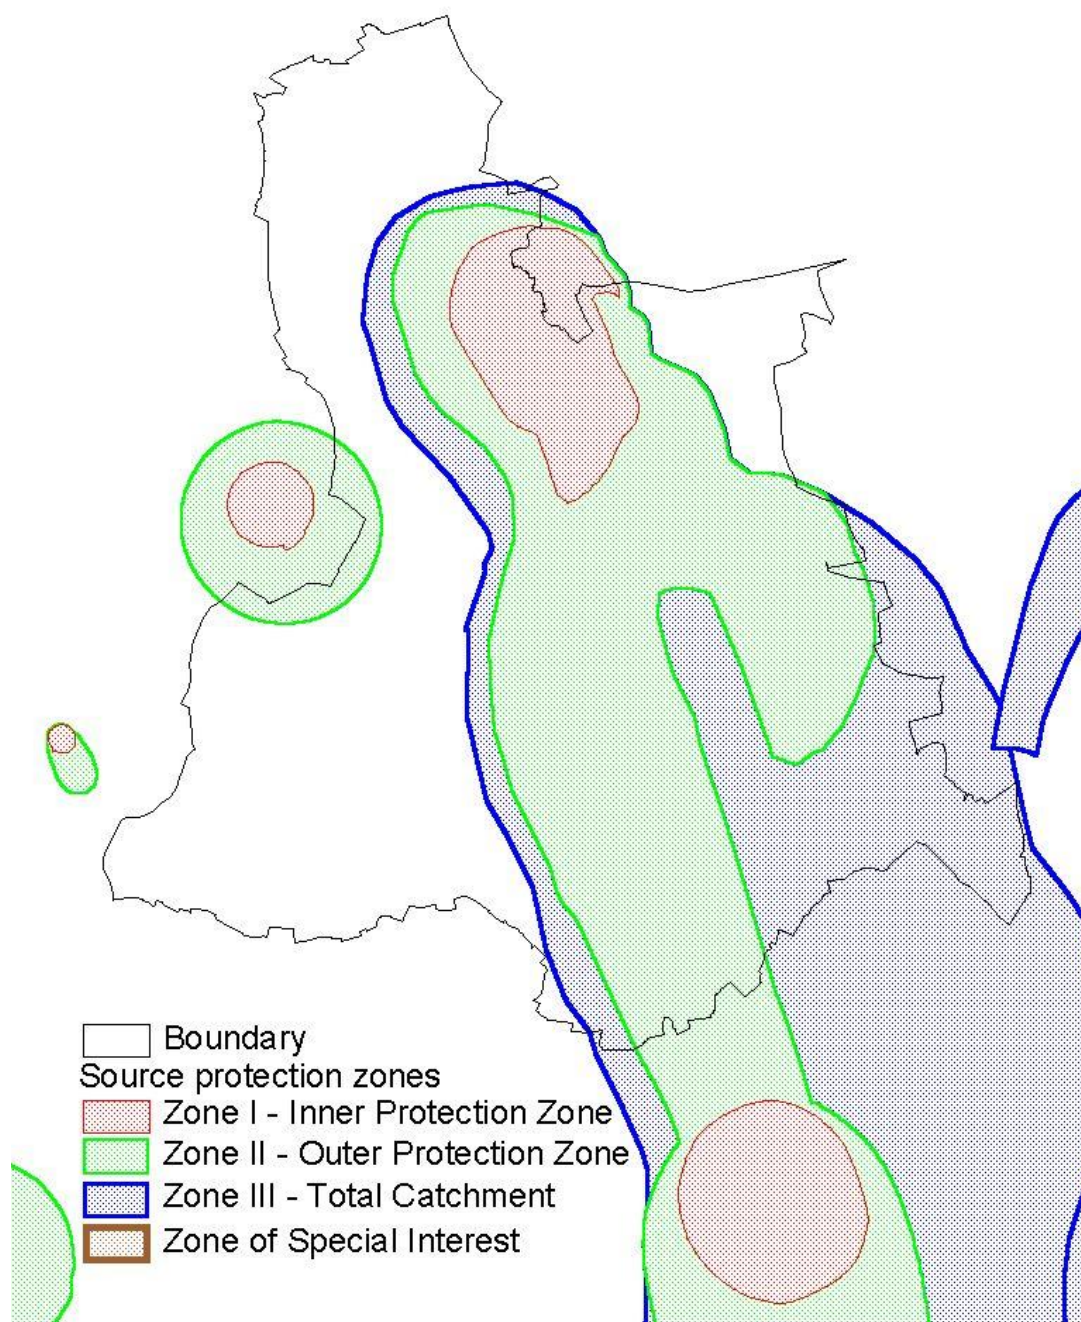 Boundary
Source protection zones
Zone I - Inner Protection Zone
Zone II - Outer Protection Zone
Zone III - Total Catchment
Zone of Special Interest